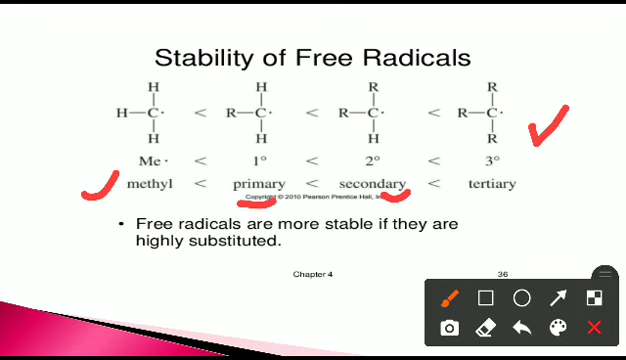 Stability of Free Radicals
H H R R
H—C· < R—C· < R—C· < R—C·
H H H R
Me · < 1° < 2° < 3°
methyl < primary < secondary < tertiary
Copyright © 2010 Pearson Prentice Hall,
• Free radicals are more stable if they are
highly substituted.
Chapter 4 36